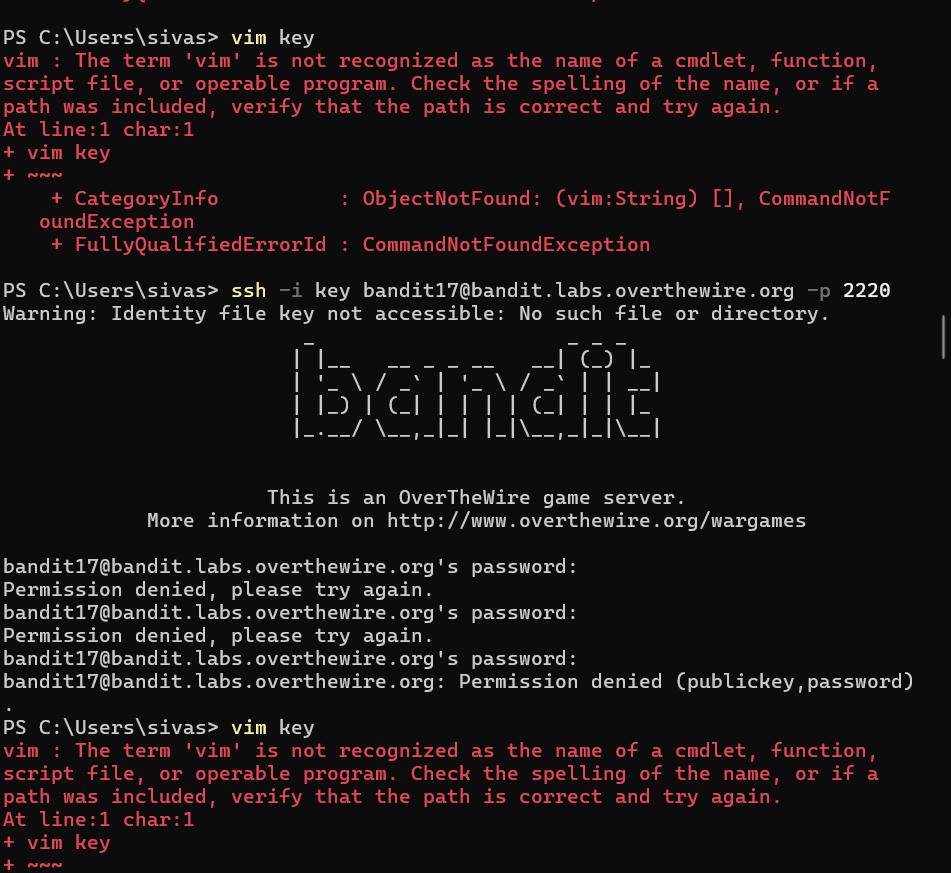 PS C:\Users\sivas> vim key
vim : The term 'vim' is not recognized as the name of a cmdlet, function,
script file, or operable program. Check the spelling of the name, or if a
path was included, verify that the path is correct and try again.
At line:1 char:1
+ vim key
+ ~~~
    + CategoryInfo          : ObjectNotFound: (vim:String) [], CommandNotF
   oundException
    + FullyQualifiedErrorId : CommandNotFoundException
PS C:\Users\sivas> ssh -i key bandit17@bandit.labs.overthewire.org -p 2220
Warning: Identity file key not accessible: No such file or directory.
                         _                     _ _ _
                        | |__   __ _ _ __   __| (_) |_
                        | '_ \ / _` | '_ \ / _` | | __|
                        | |_) | (_| | | | | (_| | | |_
                        |_.__/ \__,_|_| |_|\__,_|_|\__|
                      This is an OverTheWire game server.
            More information on http://www.overthewire.org/wargames
bandit17@bandit.labs.overthewire.org's password:
Permission denied, please try again.
bandit17@bandit.labs.overthewire.org's password:
Permission denied, please try again.
bandit17@bandit.labs.overthewire.org's password:
bandit17@bandit.labs.overthewire.org: Permission denied (publickey,password)
.
PS C:\Users\sivas> vim key
vim : The term 'vim' is not recognized as the name of a cmdlet, function,
script file, or operable program. Check the spelling of the name, or if a
path was included, verify that the path is correct and try again.
At line:1 char:1
+ vim key
+ ~~~